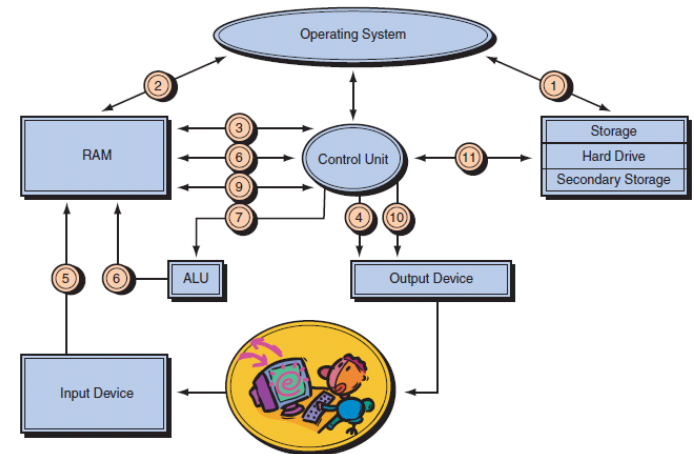 Operating System
2
1
RAM
3
6
9
7
Control Unit
11
Storage
Hard Drive
Secondary Storage
4
10
5
6
ALU
Output Device
Input Device